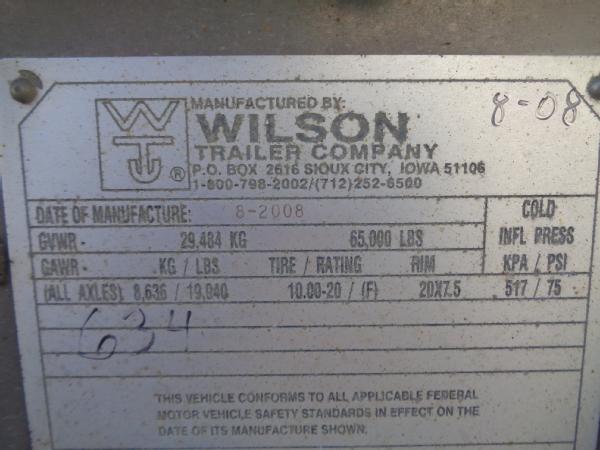 WT ®
MANUFACTURED BY:
WILSON
TRAILER COMPANY
P.O. BOX 2616 SIOUX CITY, IOWA 51106
1-800-798-2002/(712)252-6500
8-08
DATE OF MANUFACTURE: 8-2008 COLD
GVWR - 29,484 KG 65,000 LBS INFL PRESS
GAWR - KG / LBS TIRE / RATING RIM KPA / PSI
(ALL AXLES) 8,636 / 19,040 10.00-20 / (F) 20X7.5 517 / 75
634
THIS VEHICLE CONFORMS TO ALL APPLICABLE FEDERAL
MOTOR VEHICLE SAFETY STANDARDS IN EFFECT ON THE
DATE OF ITS MANUFACTURE SHOWN.